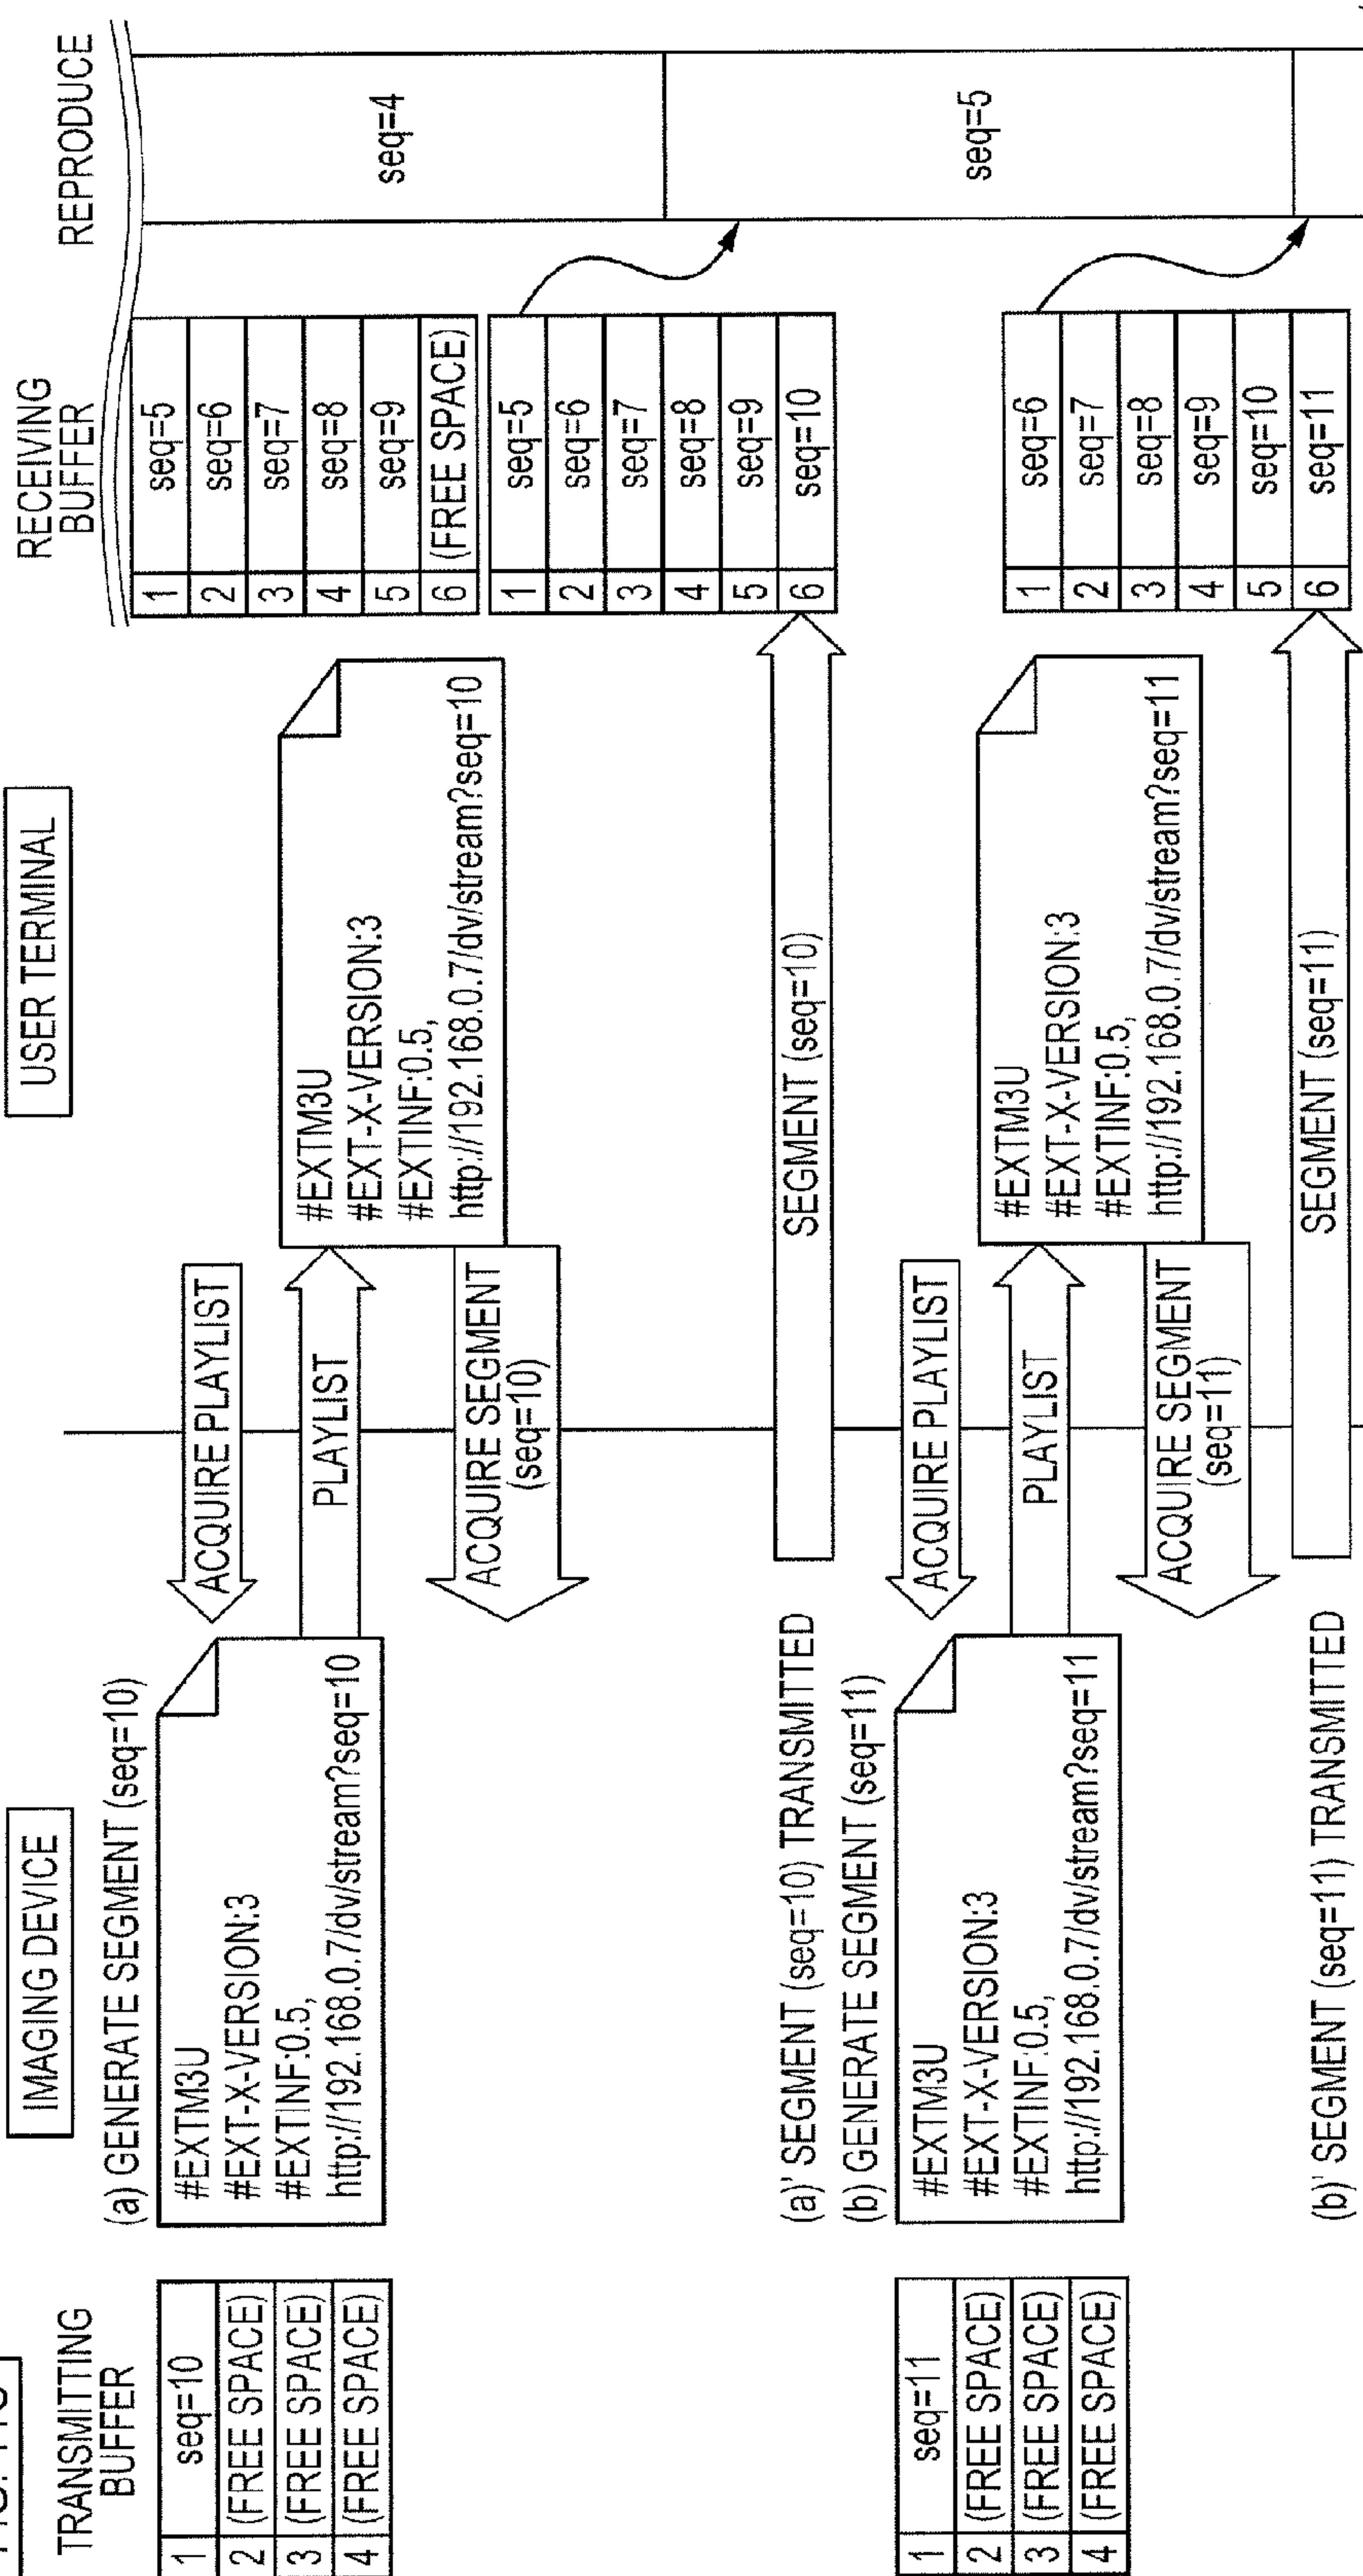 TRANSMITTING
BUFFER
1 seq=10
2 (FREE SPACE)
3 (FREE SPACE)
4 (FREE SPACE)
1 seq=11
2 (FREE SPACE)
3 (FREE SPACE)
4 (FREE SPACE)
IMAGING DEVICE
(a) GENERATE SEGMENT (seq=10)
#EXTM3U
#EXT-X-VERSION:3
#EXTINF:0.5,
http://192.168.0.7/dv/stream?seq=10
(a)' SEGMENT (seq=10) TRANSMITTED
(b) GENERATE SEGMENT (seq=11)
#EXTM3U
#EXT-X-VERSION:3
#EXTINF:0.5,
http://192.168.0.7/dv/stream?seq=11
(b)' SEGMENT (seq=11) TRANSMITTED
ACQUIRE PLAYLIST
PLAYLIST
ACQUIRE SEGMENT
(seq=10)
SEGMENT (seq=10)
ACQUIRE PLAYLIST
PLAYLIST
ACQUIRE SEGMENT
(seq=11)
SEGMENT (seq=11)
USER TERMINAL
#EXTM3U
#EXT-X-VERSION:3
#EXTINF:0.5,
http://192.168.0.7/dv/stream?seq=10
#EXTM3U
#EXT-X-VERSION:3
#EXTINF:0.5,
http://192.168.0.7/dv/stream?seq=11
RECEIVING
BUFFER
1 seq=5
2 seq=6
3 seq=7
4 seq=8
5 seq=9
6 (FREE SPACE)
1 seq=5
2 seq=6
3 seq=7
4 seq=8
5 seq=9
6 seq=10
1 seq=6
2 seq=7
3 seq=8
4 seq=9
5 seq=10
6 seq=11
REPRODUCE
seq=4
seq=5